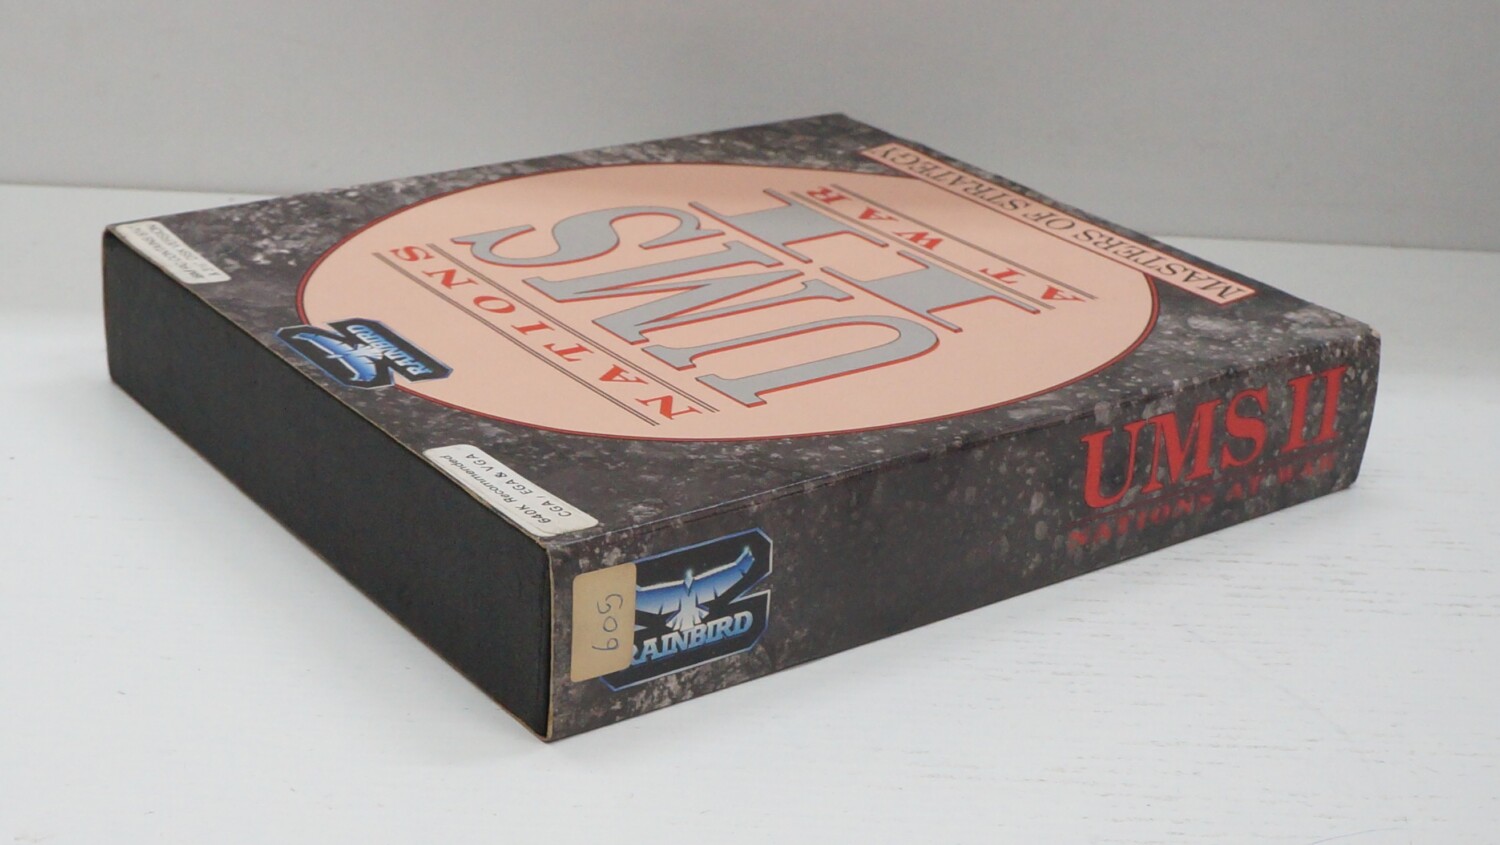 MASTERS OF STRATEGY
UMS
II
NATIONS
AT WAR
RAINBIRD
640K Recommended
CGA, EGA & VGA
UMS II
NATIONS AT WAR
RAINBIRD
609